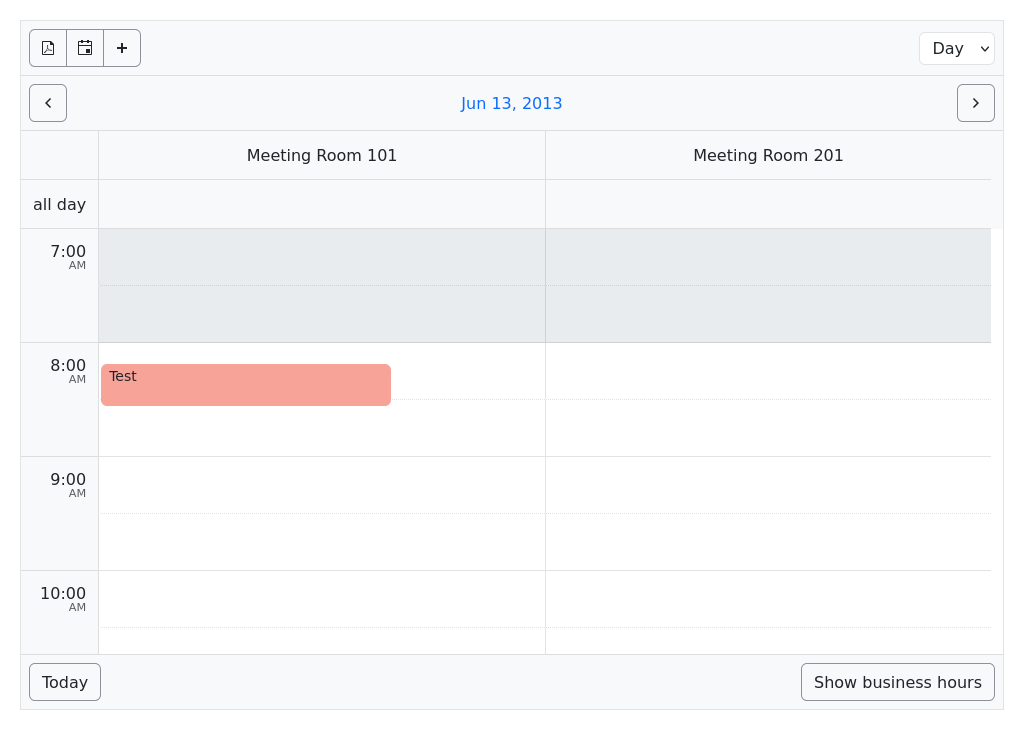 Day
Jun 13, 2013
Meeting Room 101 Meeting Room 201
all day
7:00 AM
8:00 AM
Test
9:00 AM
10:00 AM
Today Show business hours